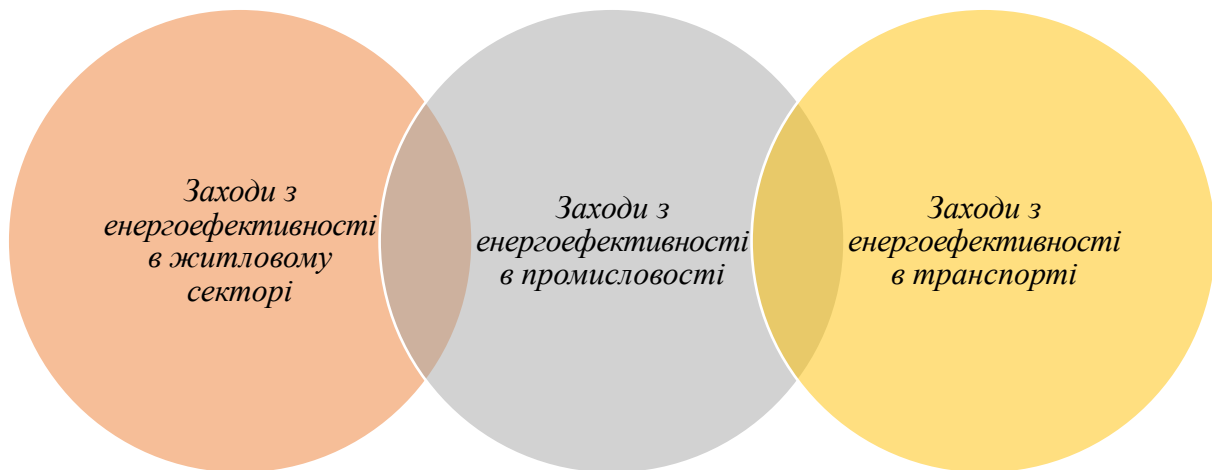 Заходи з
енергоефективності
в житловому
секторі
Заходи з
енергоефективності
в промисловості
Заходи з
енергоефективності
в транспорті